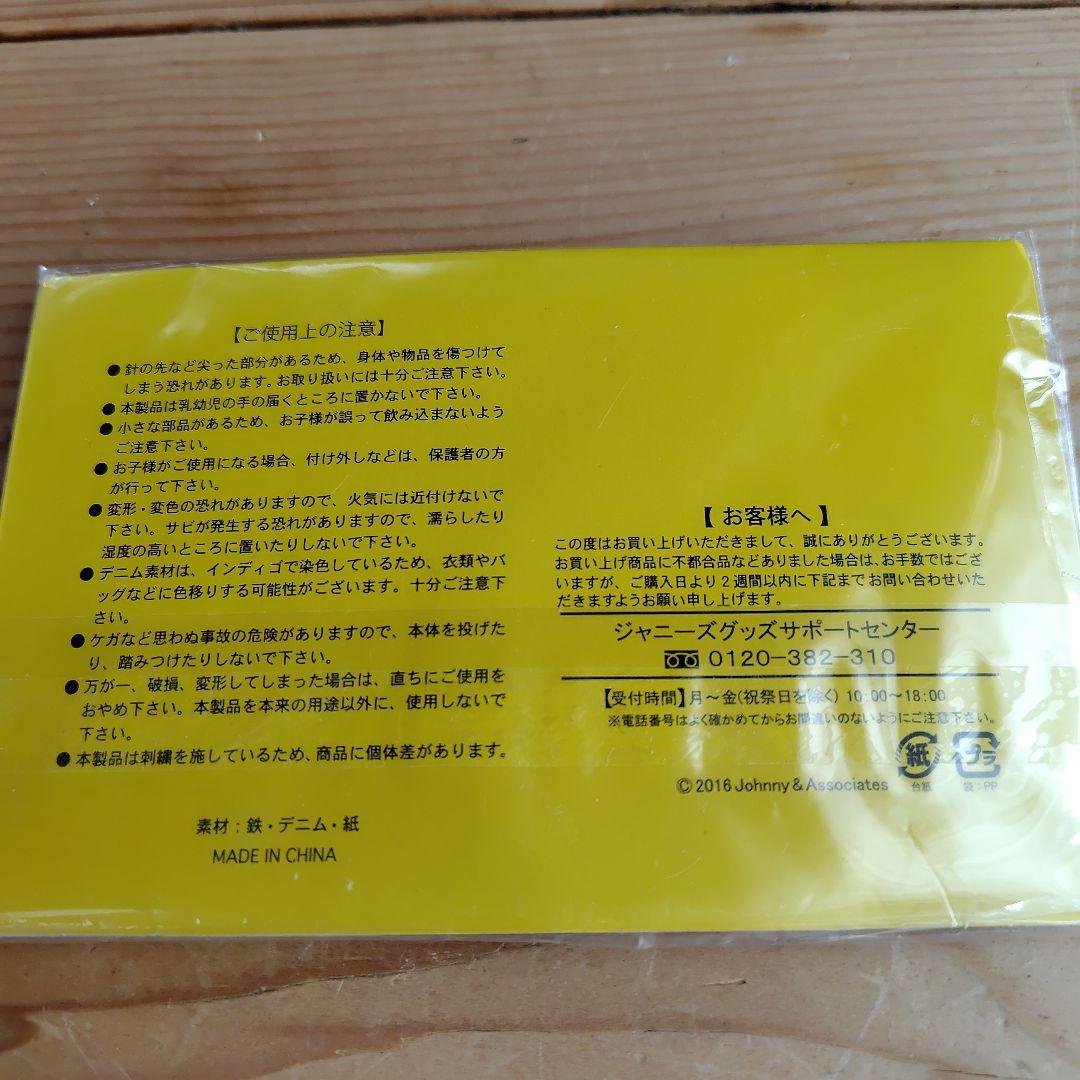 【ご使用上の注意】
● 針の先など尖った部分があるため、身体や物品を傷つけて
しまう恐れがあります。お取り扱いには十分ご注意下さい。
● 本製品は乳幼児の手の届くところに置かないで下さい。
● 小さな部品があるため、お子様が誤って飲み込まないよう
ご注意下さい。
● お子様がご使用になる場合、付け外しなどは、保護者の方
が行って下さい。
● 変形・変色の恐れがありますので、火気には近付けないで
下さい。サビが発生する恐れがありますので、濡らしたり
湿度の高いところに置いたりしないで下さい。
● デニム素材は、インディゴで染色しているため、衣類やバ
ッグなどに色移りする可能性がございます。十分ご注意下
さい。
● ケガなど思わぬ事故の危険がありますので、本体を投げた
り、踏みつけたりしないで下さい。
● 万が一、破損、変形してしまった場合は、直ちにご使用を
おやめ下さい。本製品を本来の用途以外に、使用しないで
下さい。
● 本製品は刺繍を施しているため、商品に個体差があります。
素材：鉄・デニム・紙
MADE IN CHINA
【 お客様へ 】
この度はお買い上げいただきまして、誠にありがとうございます。
お買い上げ商品に不都合品などありました場合は、お手数ではござ
いますが、ご購入日より２週間以内に下記までお問い合わせいた
だきますようお願い申し上げます。
ジャニーズグッズサポートセンター
0120-382-310
【受付時間】月～金(祝祭日を除く) 10:00～18:00
※電話番号はよく確かめてからお間違いのないようにご注意下さい。
紙
台紙
プラ
袋：PP
©2016 Johnny & Associates